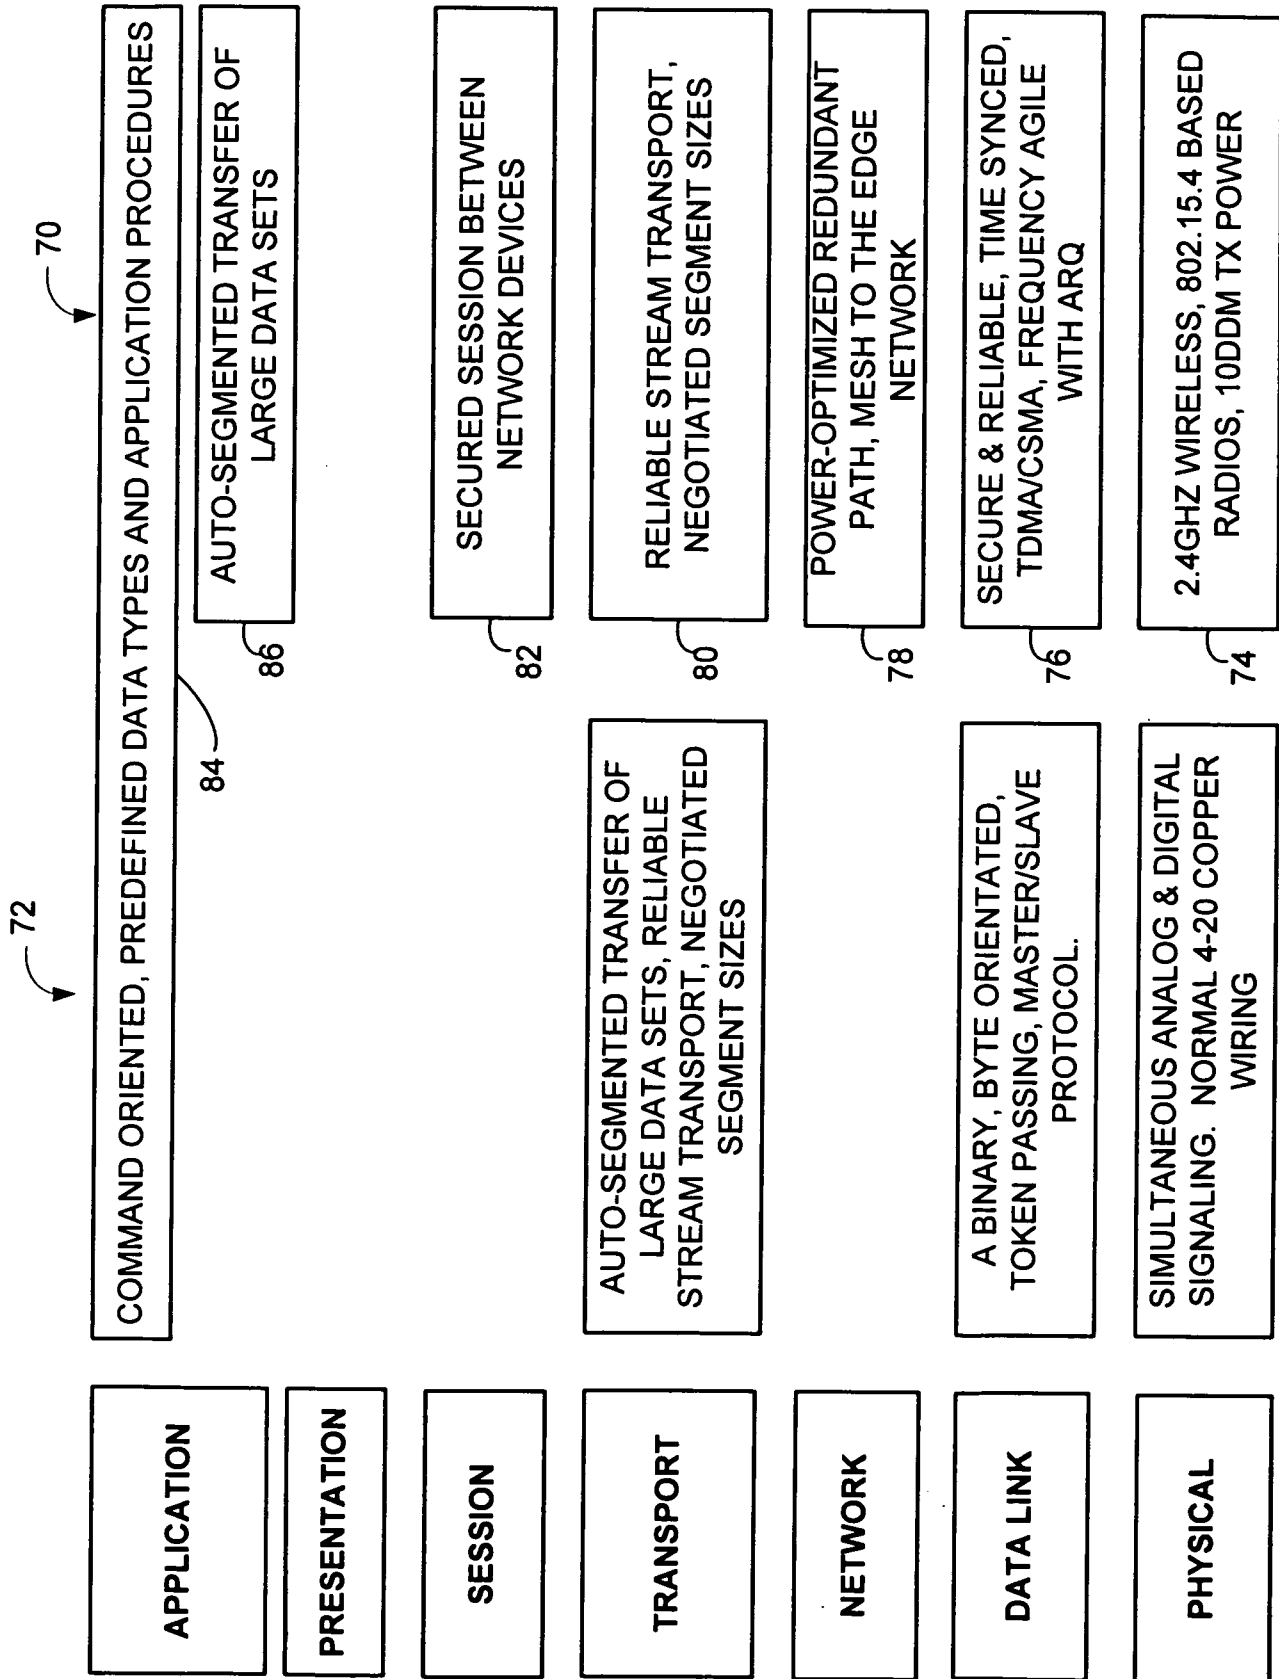 72
70
APPLICATION
COMMAND ORIENTED, PREDEFINED DATA TYPES AND APPLICATION PROCEDURES
84
AUTO-SEGMENTED TRANSFER OF
LARGE DATA SETS
86
PRESENTATION
SESSION
SECURED SESSION BETWEEN
NETWORK DEVICES
82
TRANSPORT
AUTO-SEGMENTED TRANSFER OF
LARGE DATA SETS, RELIABLE
STREAM TRANSPORT, NEGOTIATED
SEGMENT SIZES
RELIABLE STREAM TRANSPORT,
NEGOTIATED SEGMENT SIZES
80
NETWORK
POWER-OPTIMIZED REDUNDANT
PATH, MESH TO THE EDGE
NETWORK
78
DATA LINK
A BINARY, BYTE ORIENTATED,
TOKEN PASSING, MASTER/SLAVE
PROTOCOL.
SECURE & RELIABLE, TIME SYNCED,
TDMA/CSMA, FREQUENCY AGILE
WITH ARQ
76
PHYSICAL
SIMULTANEOUS ANALOG & DIGITAL
SIGNALING. NORMAL 4-20 COPPER
WIRING
2.4GHZ WIRELESS, 802.15.4 BASED
RADIOS, 10DDM TX POWER
74